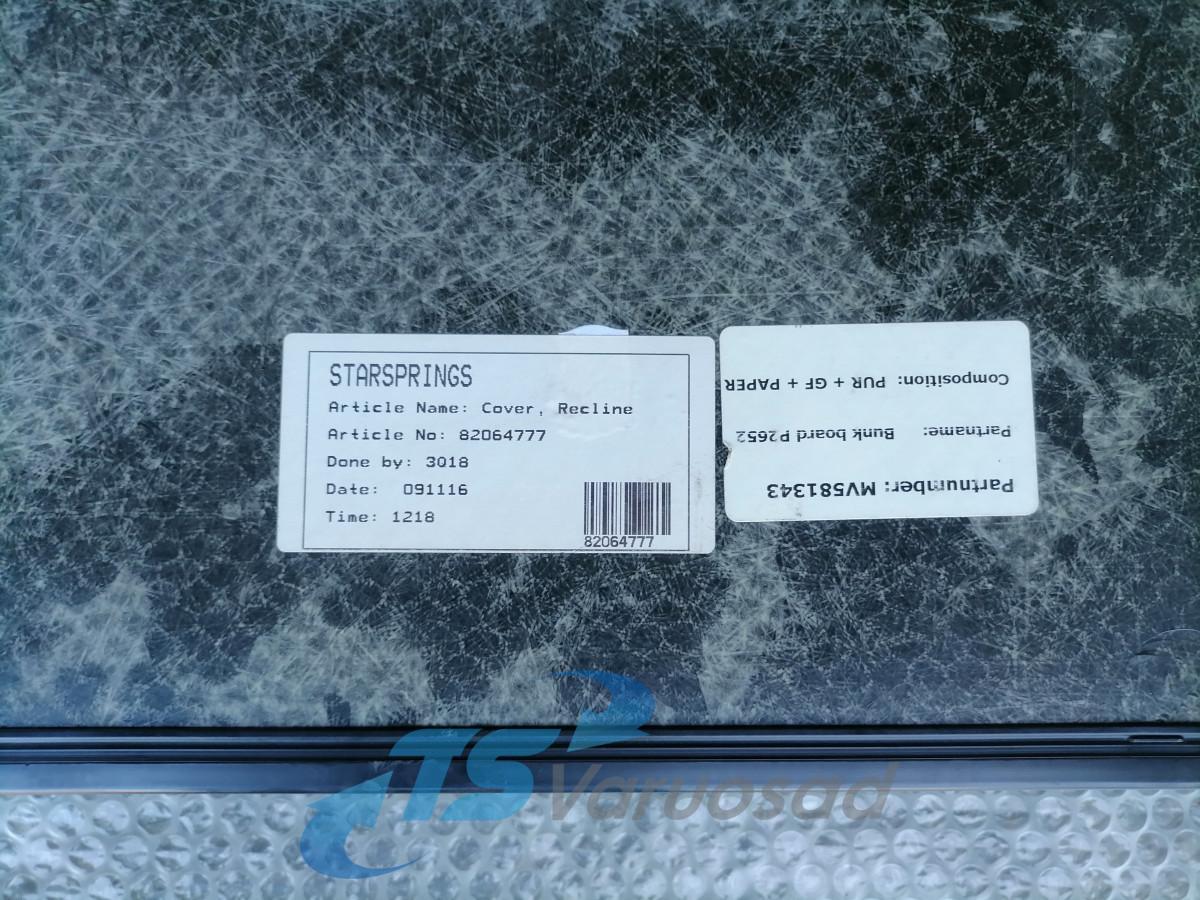 STARSPRINGS
Article Name: Cover, Recline
Article No: 82064777
Done by: 3018
Date: 091116
Time: 1218
82064777
Partnumber: MV581343
Partname: Bunk board P2652
Composition: PUR + GF + PAPER
TS Varuosad